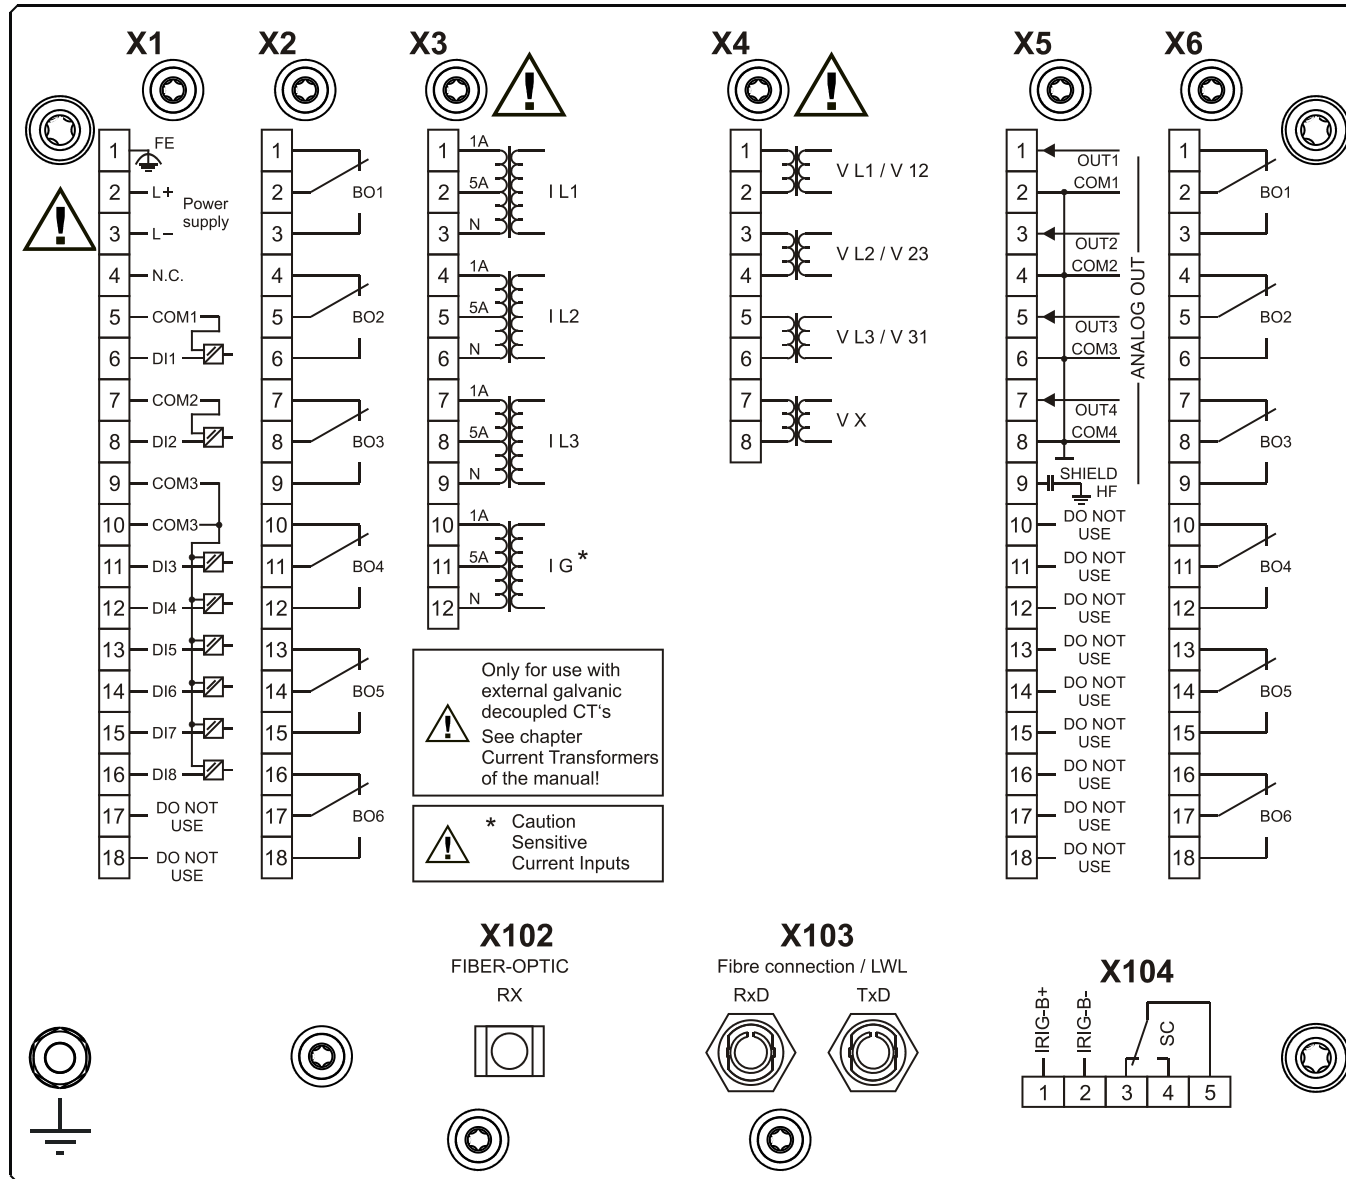 X1
X2
X3
X4
X5
X6
1 FE
2 L+
Power
supply
3 L–
4 N.C.
5 COM1
6 DI1
7 COM2
8 DI2
9 COM3
10 COM3
11 DI3
12 DI4
13 DI5
14 DI6
15 DI7
16 DI8
17 DO NOT
USE
18 DO NOT
USE
1
2 BO1
3
4
5 BO2
6
7
8 BO3
9
10
11 BO4
12
13
14 BO5
15
16
17 BO6
18
1 1A
2 5A I L1
3 N
4 1A
5 5A I L2
6 N
7 1A
8 5A I L3
9 N
10 1A
11 5A I G *
12 N
Only for use with
external galvanic
decoupled CT‘s
See chapter
Current Transformers
of the manual!
* Caution
Sensitive
Current Inputs
1
V L1 / V 12
2
3
V L2 / V 23
4
5
V L3 / V 31
6
7
V X
8
1 OUT1
2 COM1
3 OUT2
4 COM2
5 OUT3
6 COM3
7 OUT4
8 COM4
ANALOG OUT
9 SHIELD
HF
10 DO NOT
USE
11 DO NOT
USE
12 DO NOT
USE
13 DO NOT
USE
14 DO NOT
USE
15 DO NOT
USE
16 DO NOT
USE
17 DO NOT
USE
18 DO NOT
USE
1
2 BO1
3
4
5 BO2
6
7
8 BO3
9
10
11 BO4
12
13
14 BO5
15
16
17 BO6
18
X102
FIBER-OPTIC
RX
X103
Fibre connection / LWL
RxD TxD
X104
IRIG-B+
IRIG-B-
SC
1 2 3 4 5